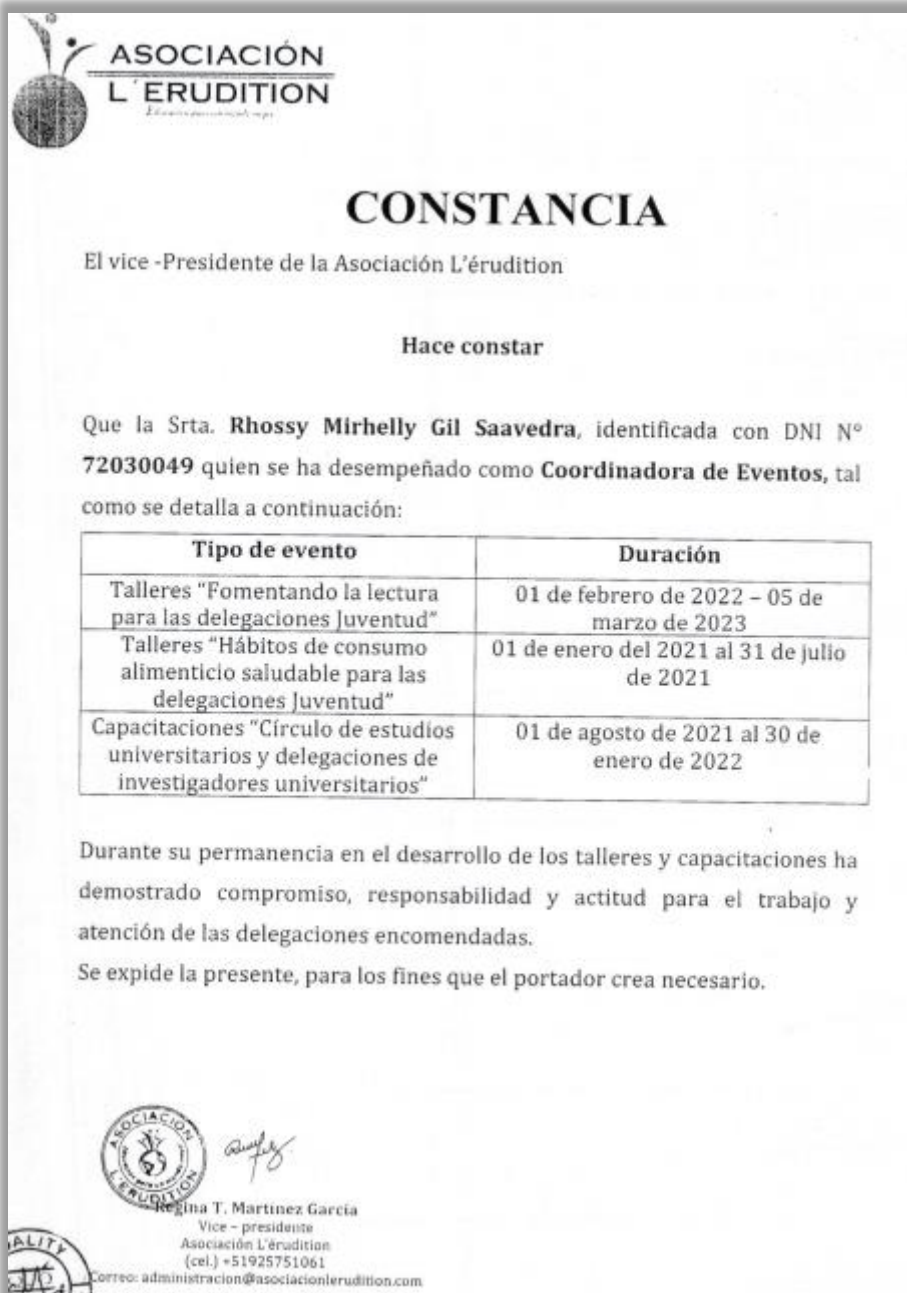 ASOCIACIÓN
L´ERUDITION
CONSTANCIA
El vice -Presidente de la Asociación L'érudition
Hace constar
Que la Srta. Rhossy Mirhelly Gil Saavedra, identificada con DNI N°
72030049 quien se ha desempeñado como Coordinadora de Eventos, tal
como se detalla a continuación:
Tipo de evento Duración
Talleres "Fomentando la lectura
para las delegaciones Juventud"
01 de febrero de 2022 – 05 de
marzo de 2023
Talleres "Hábitos de consumo
alimenticio saludable para las
delegaciones Juventud"
01 de enero del 2021 al 31 de julio
de 2021
Capacitaciones "Círculo de estudios
universitarios y delegaciones de
investigadores universitarios"
01 de agosto de 2021 al 30 de
enero de 2022
Durante su permanencia en el desarrollo de los talleres y capacitaciones ha
demostrado compromiso, responsabilidad y actitud para el trabajo y
atención de las delegaciones encomendadas.
Se expide la presente, para los fines que el portador crea necesario.
ASOCIACIÓN
L'ERUDITION
Regina T. Martinez García
Vice – presidente
Asociación L'érudition
(cel.) +51925751061
Correo: administracion@asociacionlerudition.com